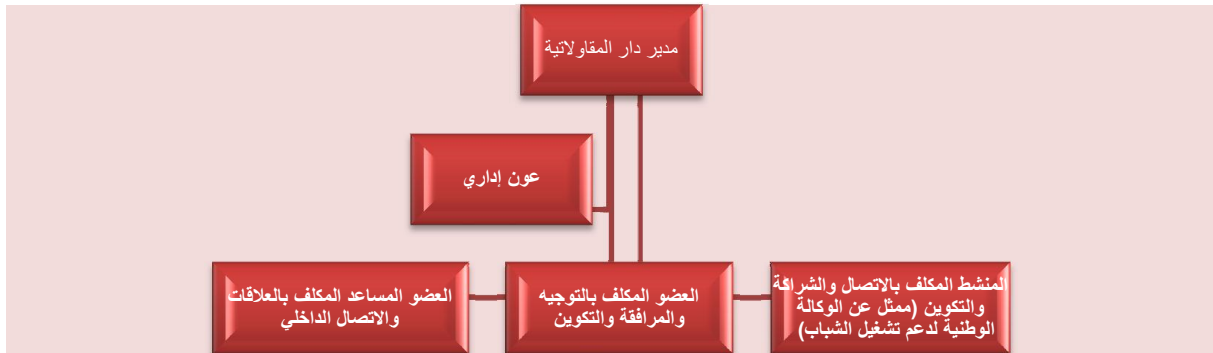 مدير دار المقاولاتية
عون إداري
المنشط المكلف بالاتصال والشراكة
والتكوين (ممثل عن الوكالة
الوطنية لدعم تشغيل الشباب)
العضو المكلف بالتوجيه
والمرافقة والتكوين
العضو المساعد المكلف بالعلاقات
والاتصال الداخلي